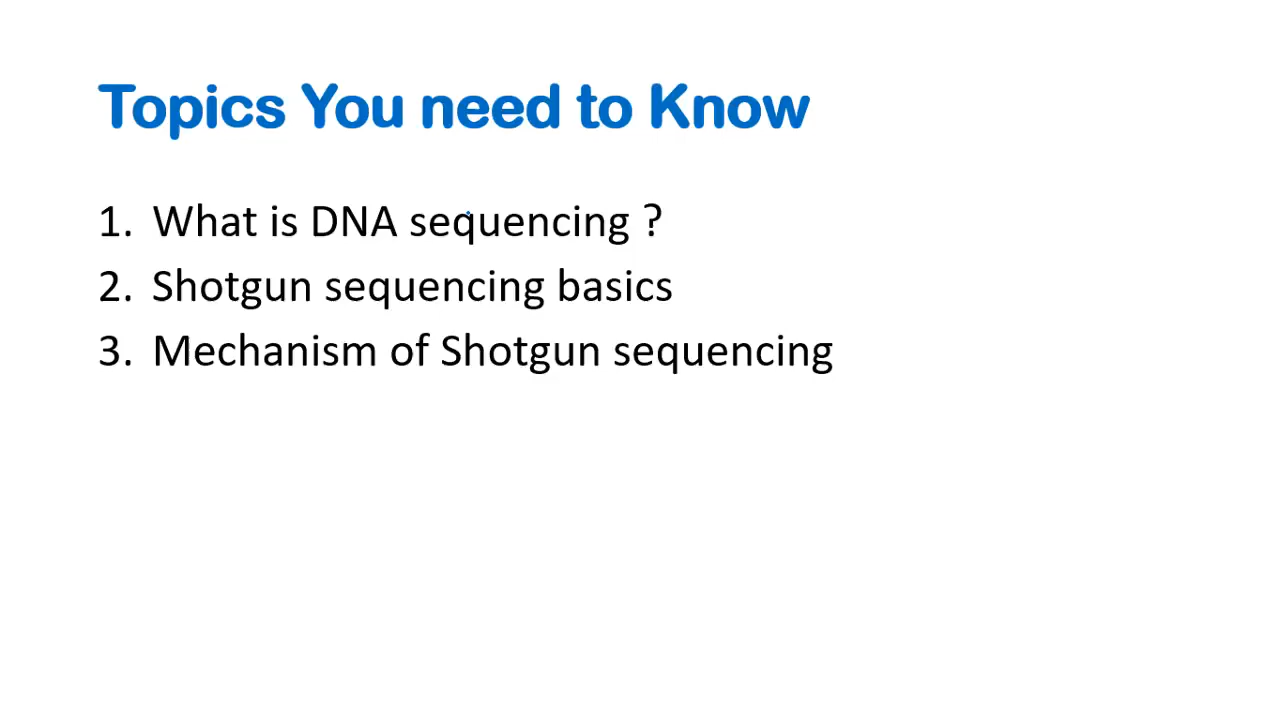 Topics You need to Know
1. What is DNA sequencing ?
2. Shotgun sequencing basics
3. Mechanism of Shotgun sequencing